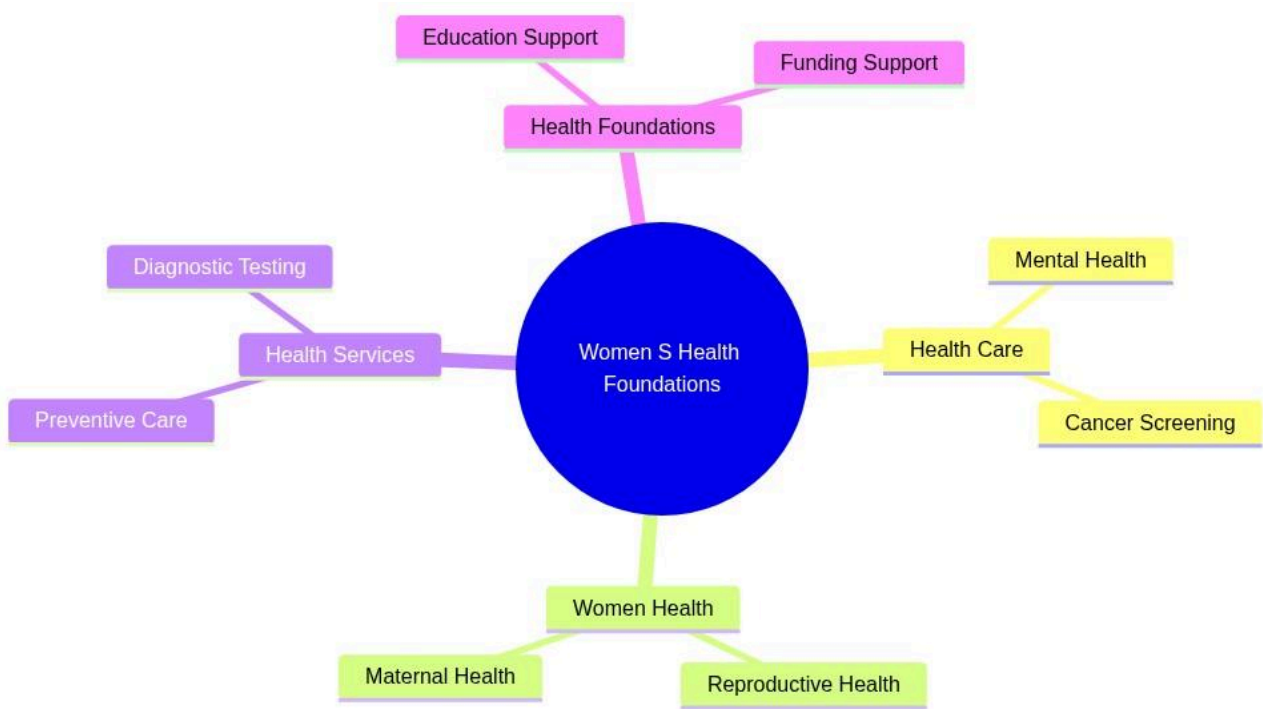 Education Support
Funding Support
Health Foundations
Diagnostic Testing
Health Services
Preventive Care
Women S Health
Foundations
Mental Health
Health Care
Cancer Screening
Women Health
Maternal Health
Reproductive Health